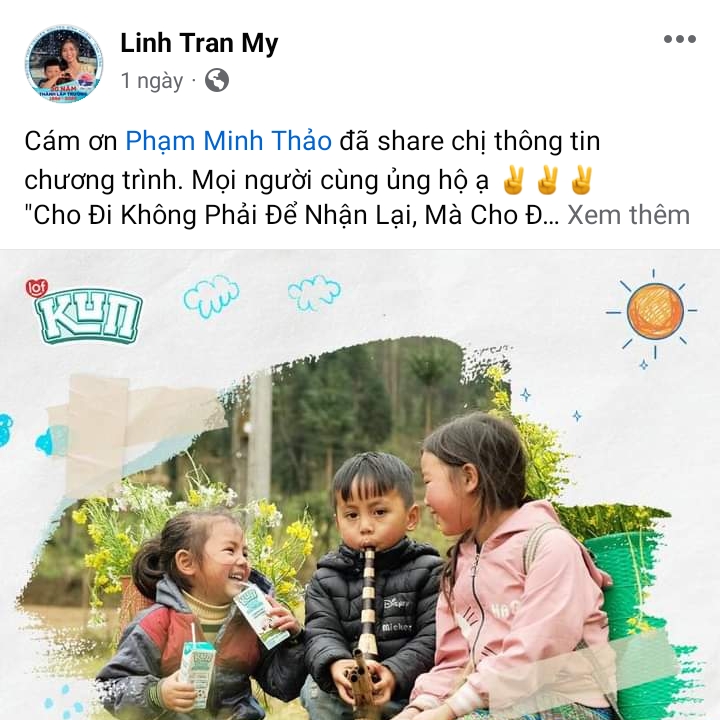 Linh Tran My
1 ngày ·
Cám ơn Phạm Minh Thảo đã share chị thông tin
chương trình. Mọi người cùng ủng hộ ạ ✌✌✌
"Cho Đi Không Phải Để Nhận Lại, Mà Cho Đ... Xem thêm
lof
KUN
Disney
Mickey
KUN